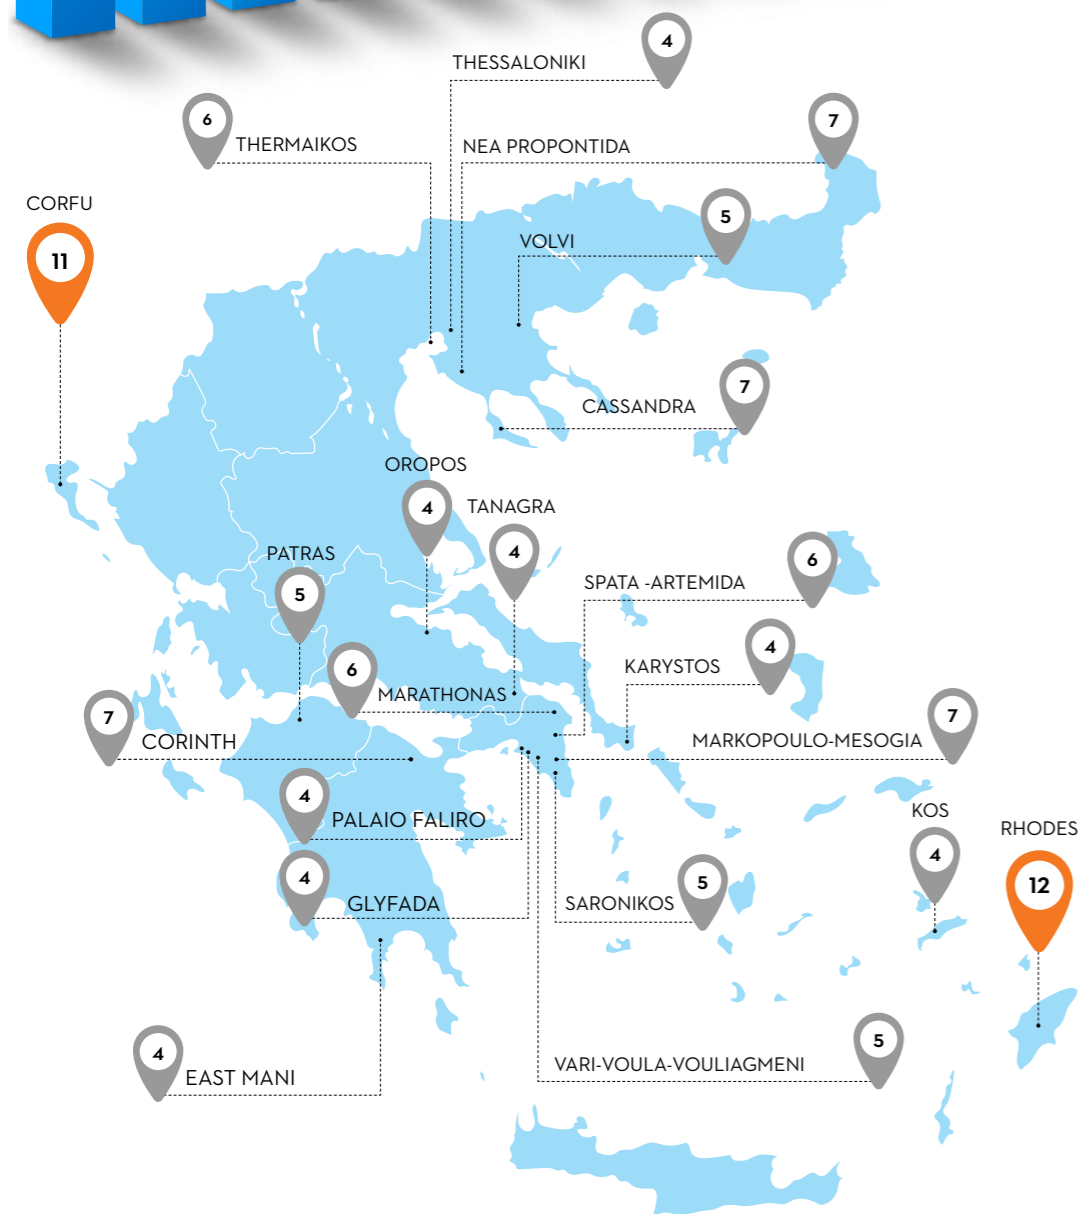 4
THESSALONIKI
6
THERMAIKOS
NEA PROPONTIDA
7
CORFU
11
5
VOLVI
7
CASSANDRA
OROPOS
4
TANAGRA
4
PATRAS
5
SPATA -ARTEMIDA
6
KARYSTOS
4
6
MARATHONAS
7
CORINTH
MARKOPOULO-MESOGIA
7
4
PALAIO FALIRO
KOS
4
RHODES
12
4
GLYFADA
SARONIKOS
5
4
EAST MANI
VARI-VOULA-VOULIAGMENI
5